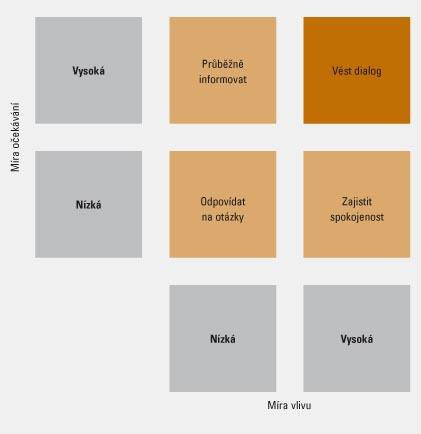 Míra očekávání
Vysoká
Průběžně
informovat
Vést dialog
Nízká
Odpovídat
na otázky
Zajistit
spokojenost
Nízká
Vysoká
Míra vlivu